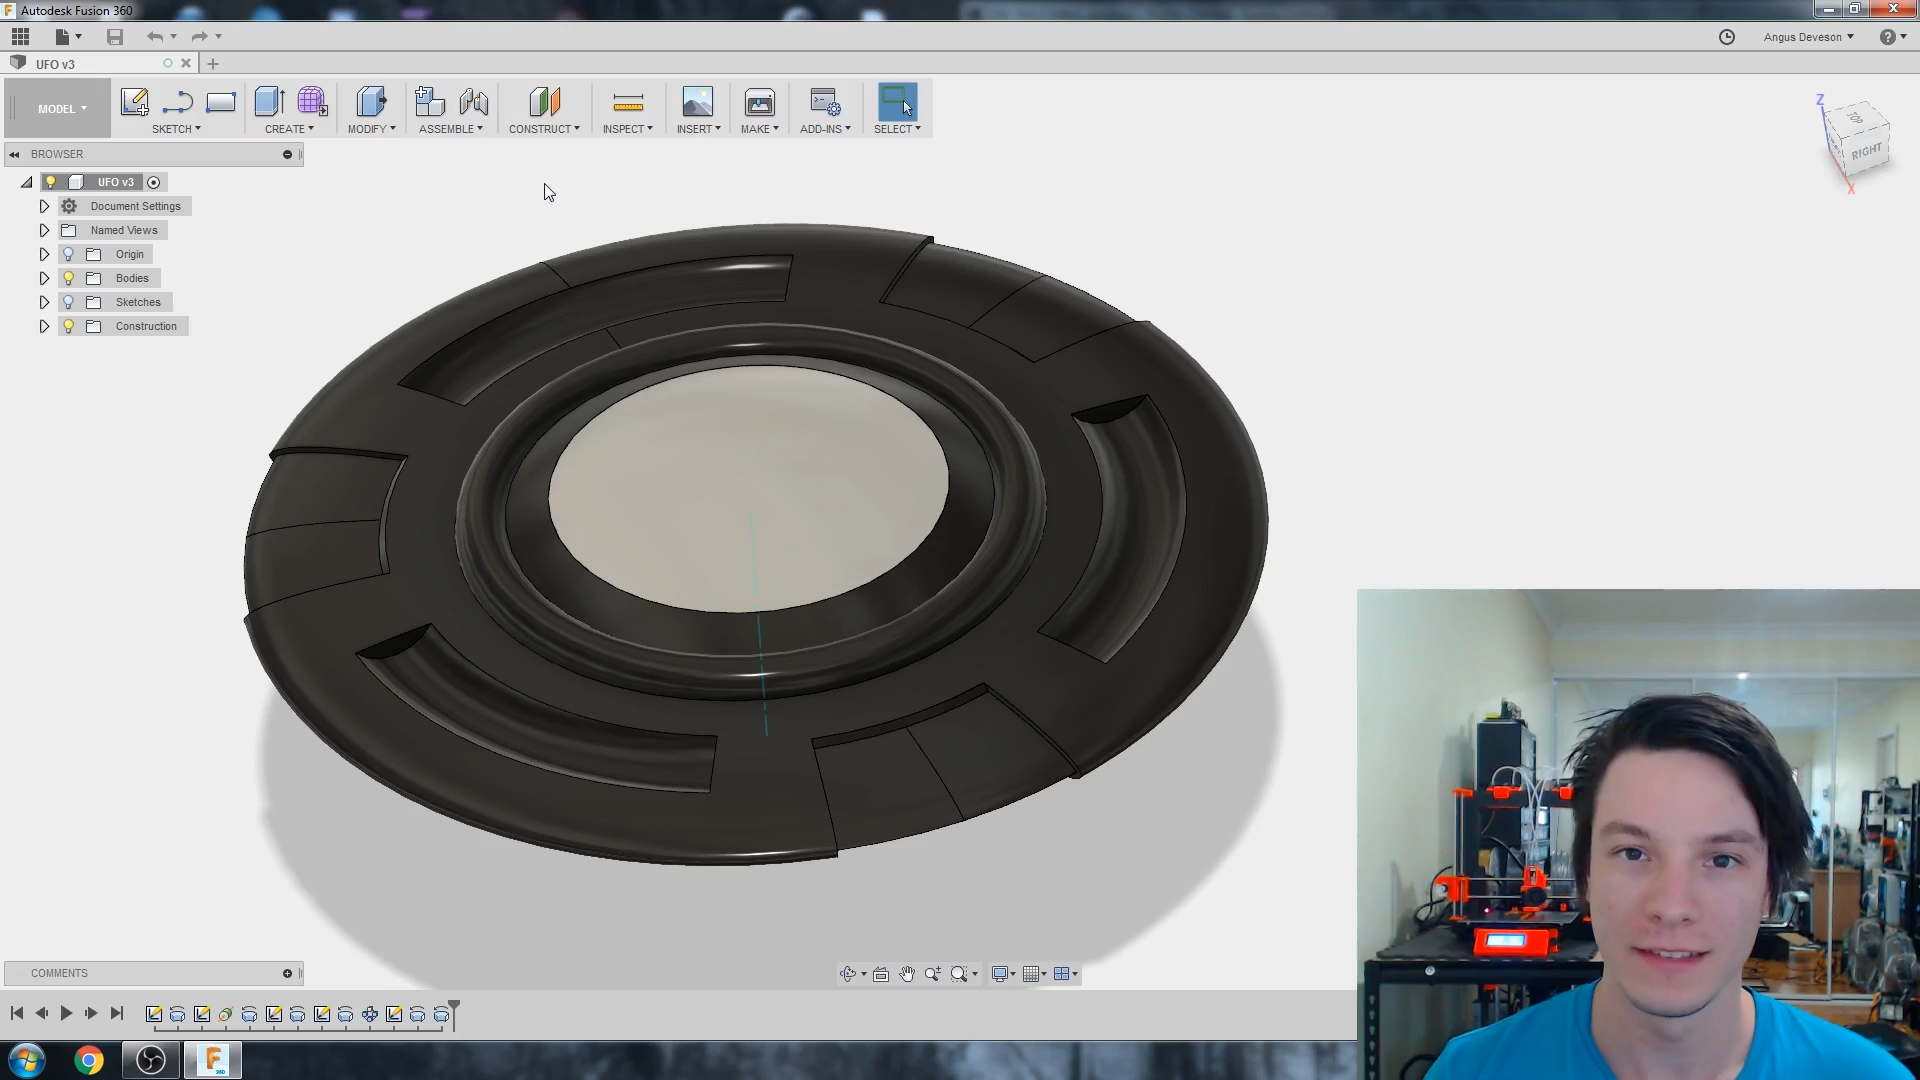 Autodesk Fusion 360
Angus Deveson
UFO v3
MODEL
SKETCH
CREATE
MODIFY
ASSEMBLE
CONSTRUCT
INSPECT
INSERT
MAKE
ADD-INS
SELECT
Z
TOP
RIGHT
X
BROWSER
UFO v3
Document Settings
Named Views
Origin
Bodies
Sketches
Construction
COMMENTS
F
360